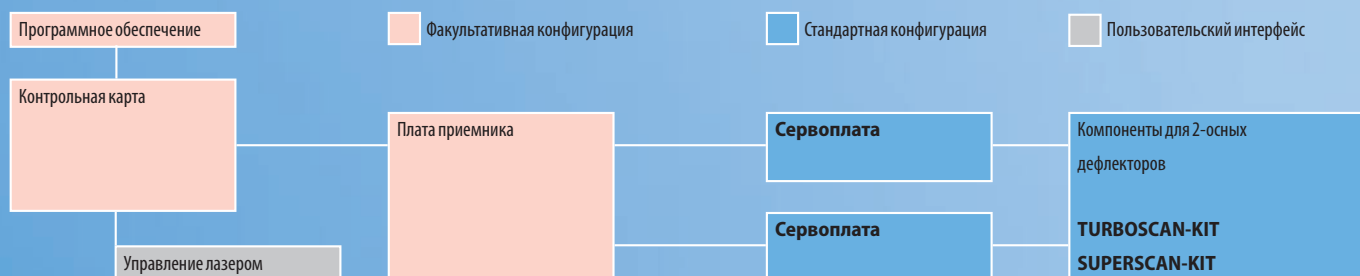 Программное обеспечение
Факультативная конфигурация
Стандартная конфигурация
Пользовательский интерфейс
Контрольная карта
Плата приемника
Сервоплата
Компоненты для 2-осных
дефлекторов
Сервоплата
TURBOSCAN-KIT
SUPERSCAN-KIT
Управление лазером